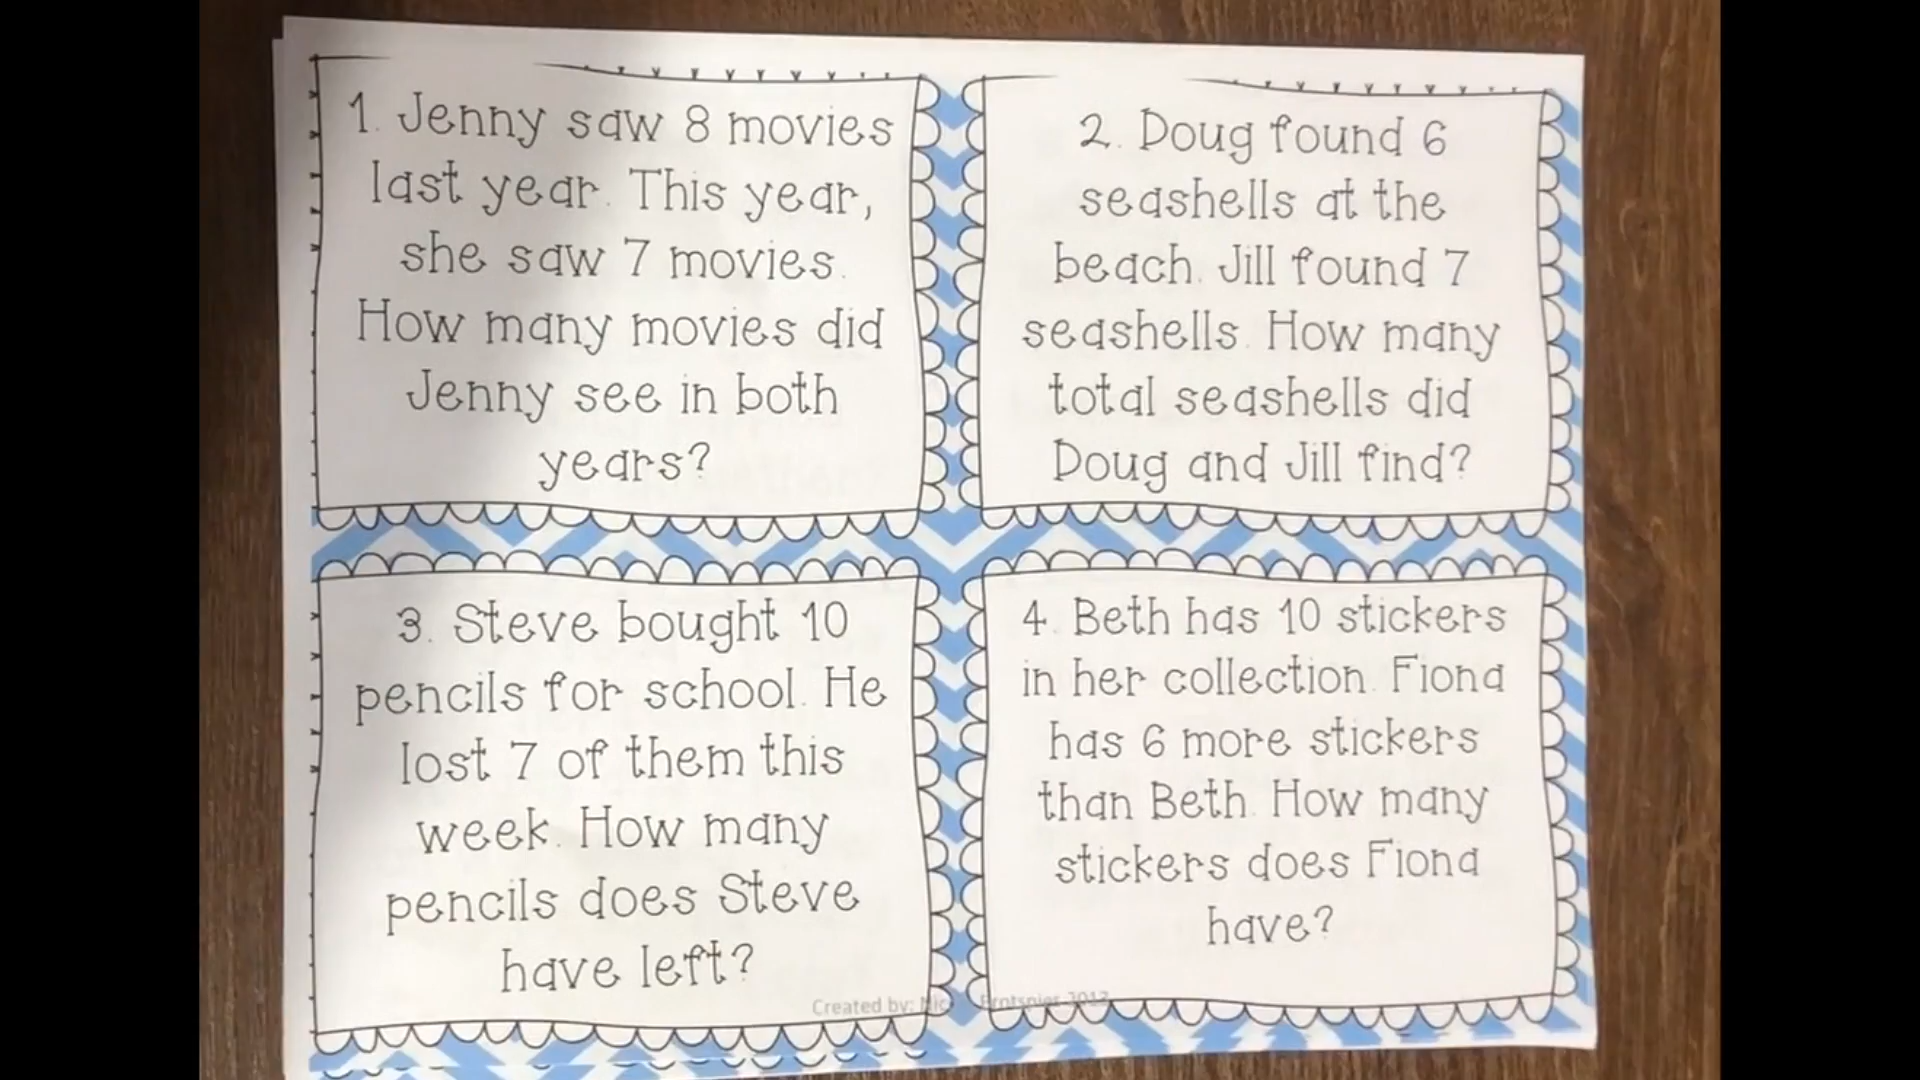 1. Jenny saw 8 movies
last year. This year,
she saw 7 movies.
How many movies did
Jenny see in both
years?
2. Doug found 6
seashells at the
beach. Jill found 7
seashells. How many
total seashells did
Doug and Jill find?
3. Steve bought 10
pencils for school. He
lost 7 of them this
week. How many
pencils does Steve
have left?
4. Beth has 10 stickers
in her collection. Fiona
has 6 more stickers
than Beth. How many
stickers does Fiona
have?
Created by: